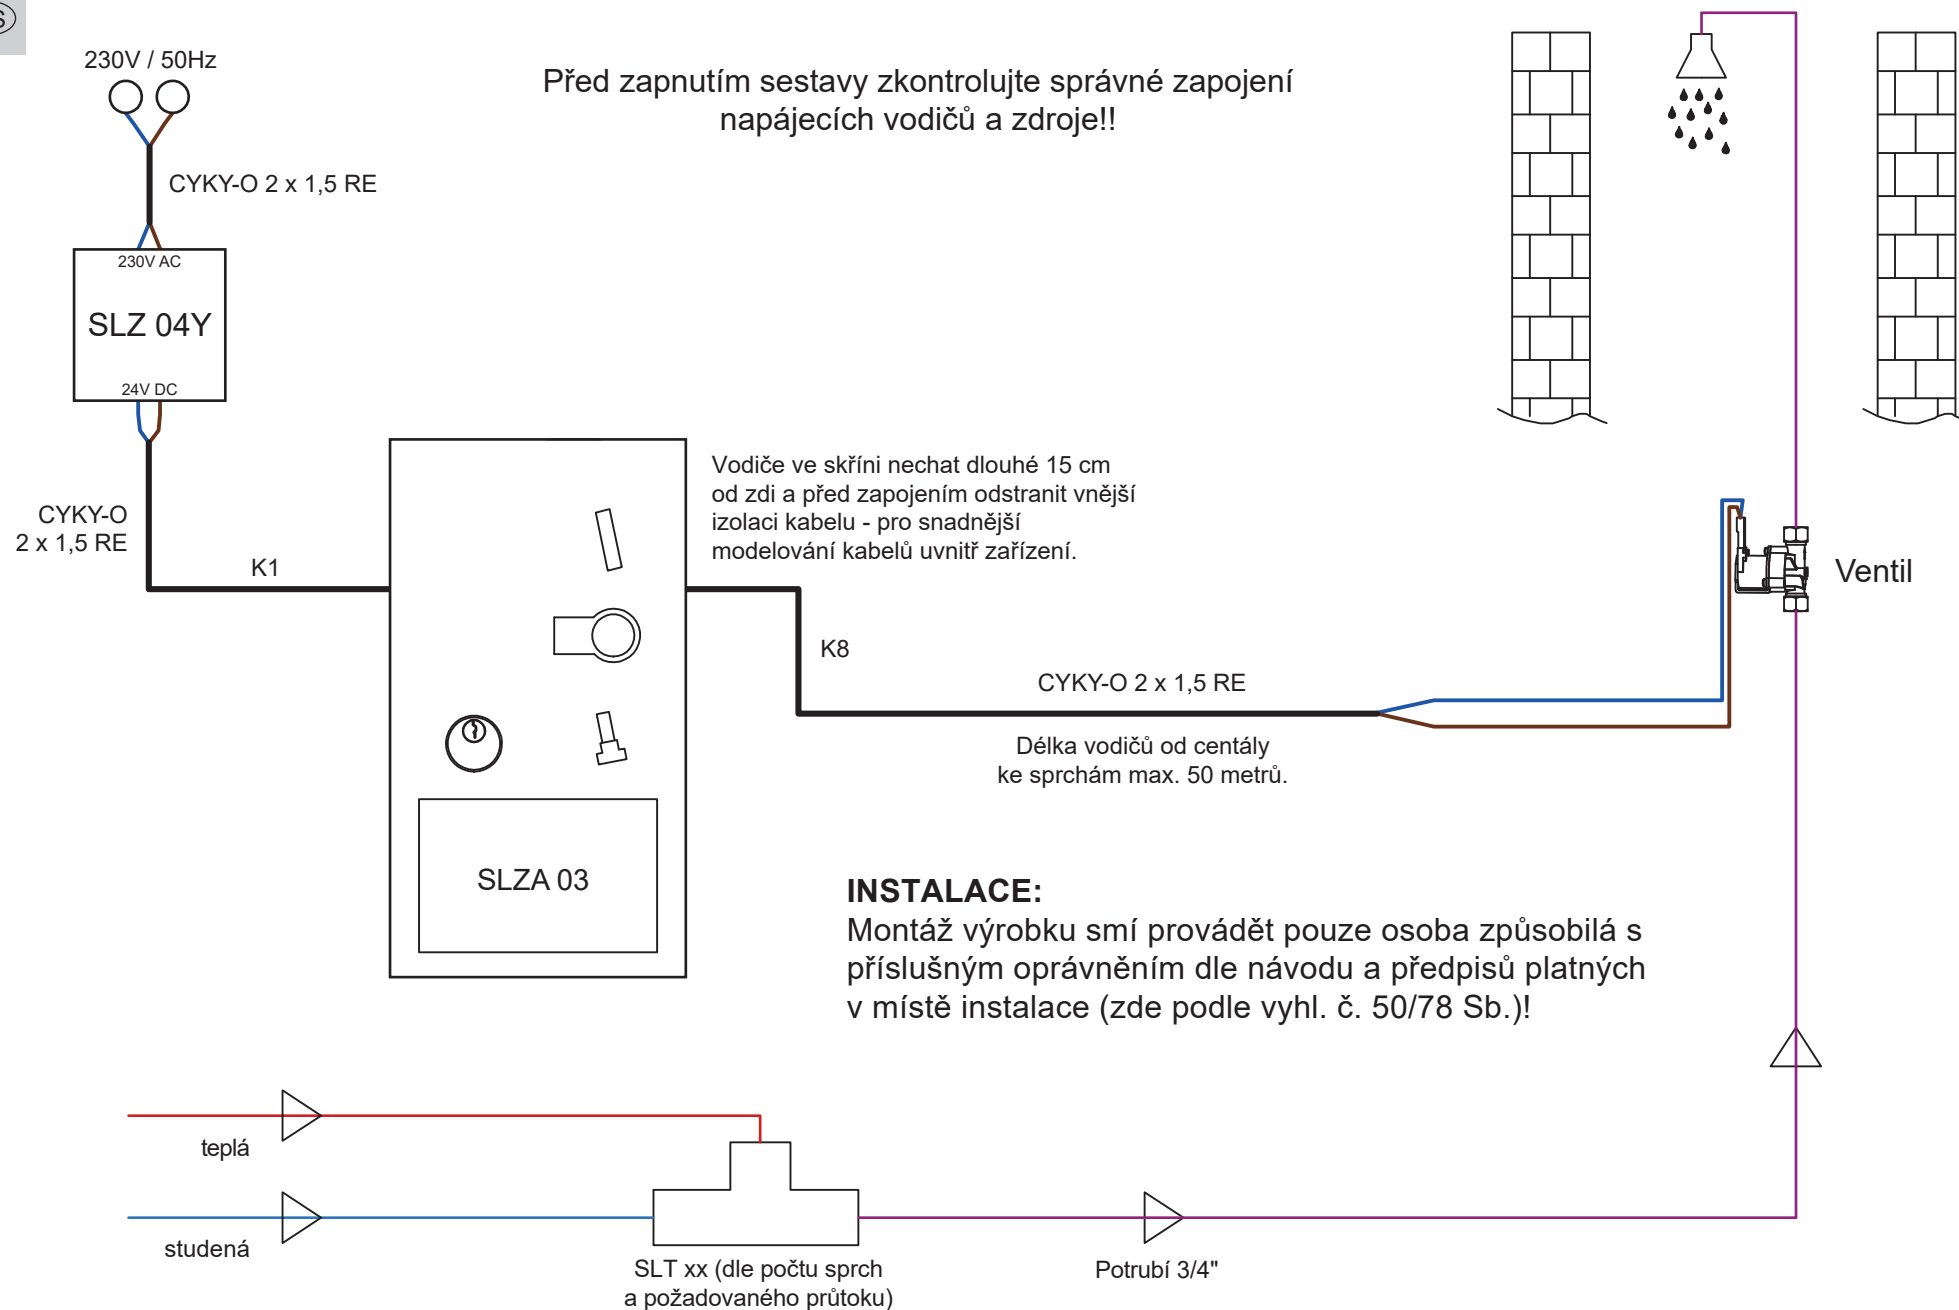 230V / 50Hz
Před zapnutím sestavy zkontrolujte správné zapojení
napájecích vodičů a zdroje!!
CYKY-O 2 x 1,5 RE
230V AC
SLZ 04Y
24V DC
CYKY-O
2 x 1,5 RE
K1
Vodiče ve skříni nechat dlouhé 15 cm
od zdi a před zapojením odstranit vnější
izolaci kabelu - pro snadnější
modelování kabelů uvnitř zařízení.
Ventil
K8
CYKY-O 2 x 1,5 RE
Délka vodičů od centály
ke sprchám max. 50 metrů.
SLZA 03
INSTALACE:
Montáž výrobku smí provádět pouze osoba způsobilá s
příslušným oprávněním dle návodu a předpisů platných
v místě instalace (zde podle vyhl. č. 50/78 Sb.)!
teplá
studená
SLT xx (dle počtu sprch
a požadovaného průtoku)
Potrubí 3/4"